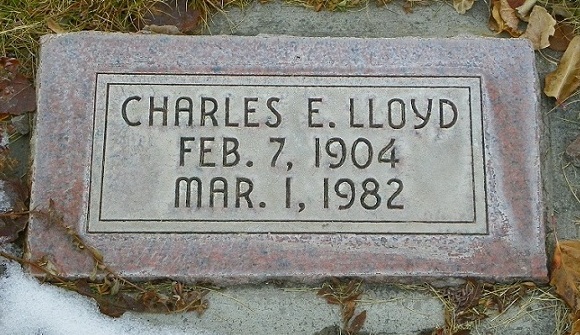 CHARLES E. LLOYD
FEB. 7, 1904
MAR. 1, 1982